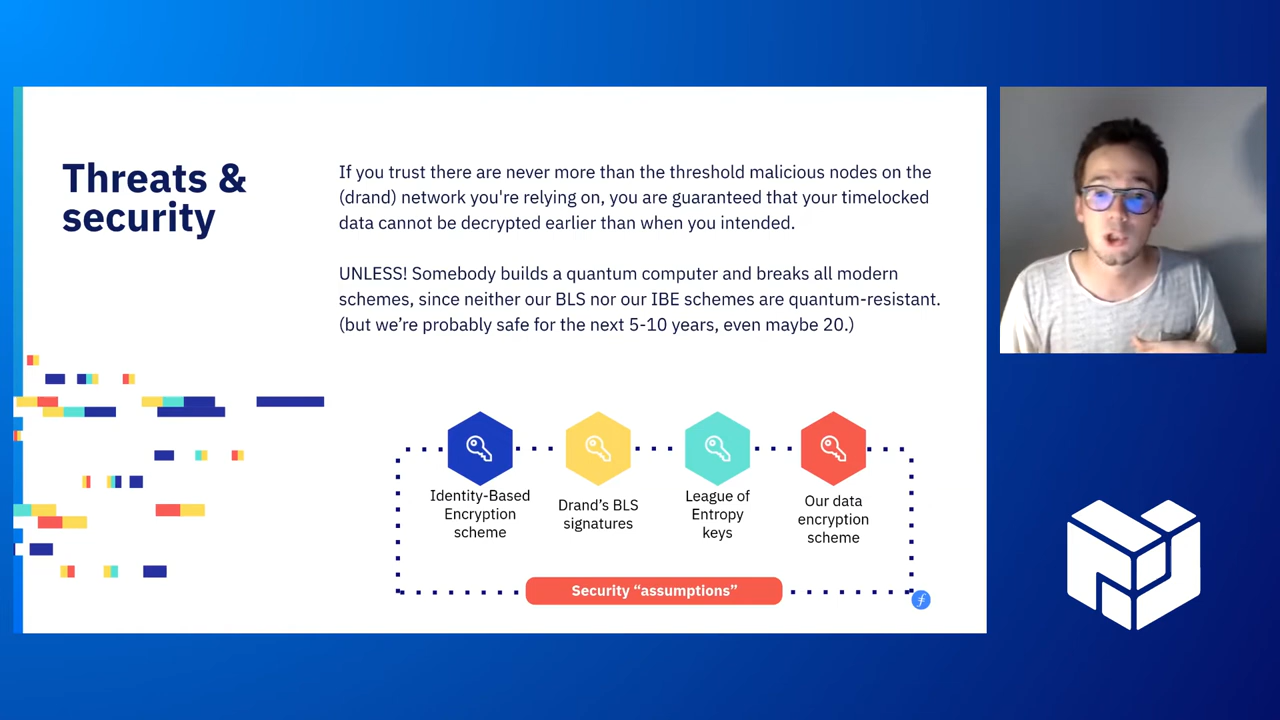 Threats &
security
If you trust there are never more than the threshold malicious nodes on the
(drand) network you're relying on, you are guaranteed that your timelocked
data cannot be decrypted earlier than when you intended.
UNLESS! Somebody builds a quantum computer and breaks all modern
schemes, since neither our BLS nor our IBE schemes are quantum-resistant.
(but we’re probably safe for the next 5-10 years, even maybe 20.)
Identity-Based
Encryption
scheme
Drand’s BLS
signatures
League of
Entropy
keys
Our data
encryption
scheme
Security “assumptions”